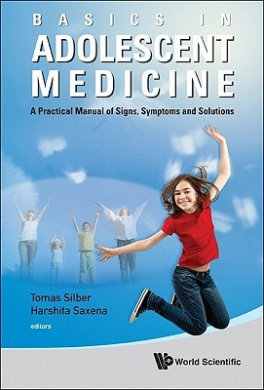 BASICS IN
ADOLESCENT
MEDICINE
A Practical Manual of Signs, Symptoms and Solutions
Tomas Silber
Harshita Saxena
editors
World Scientific